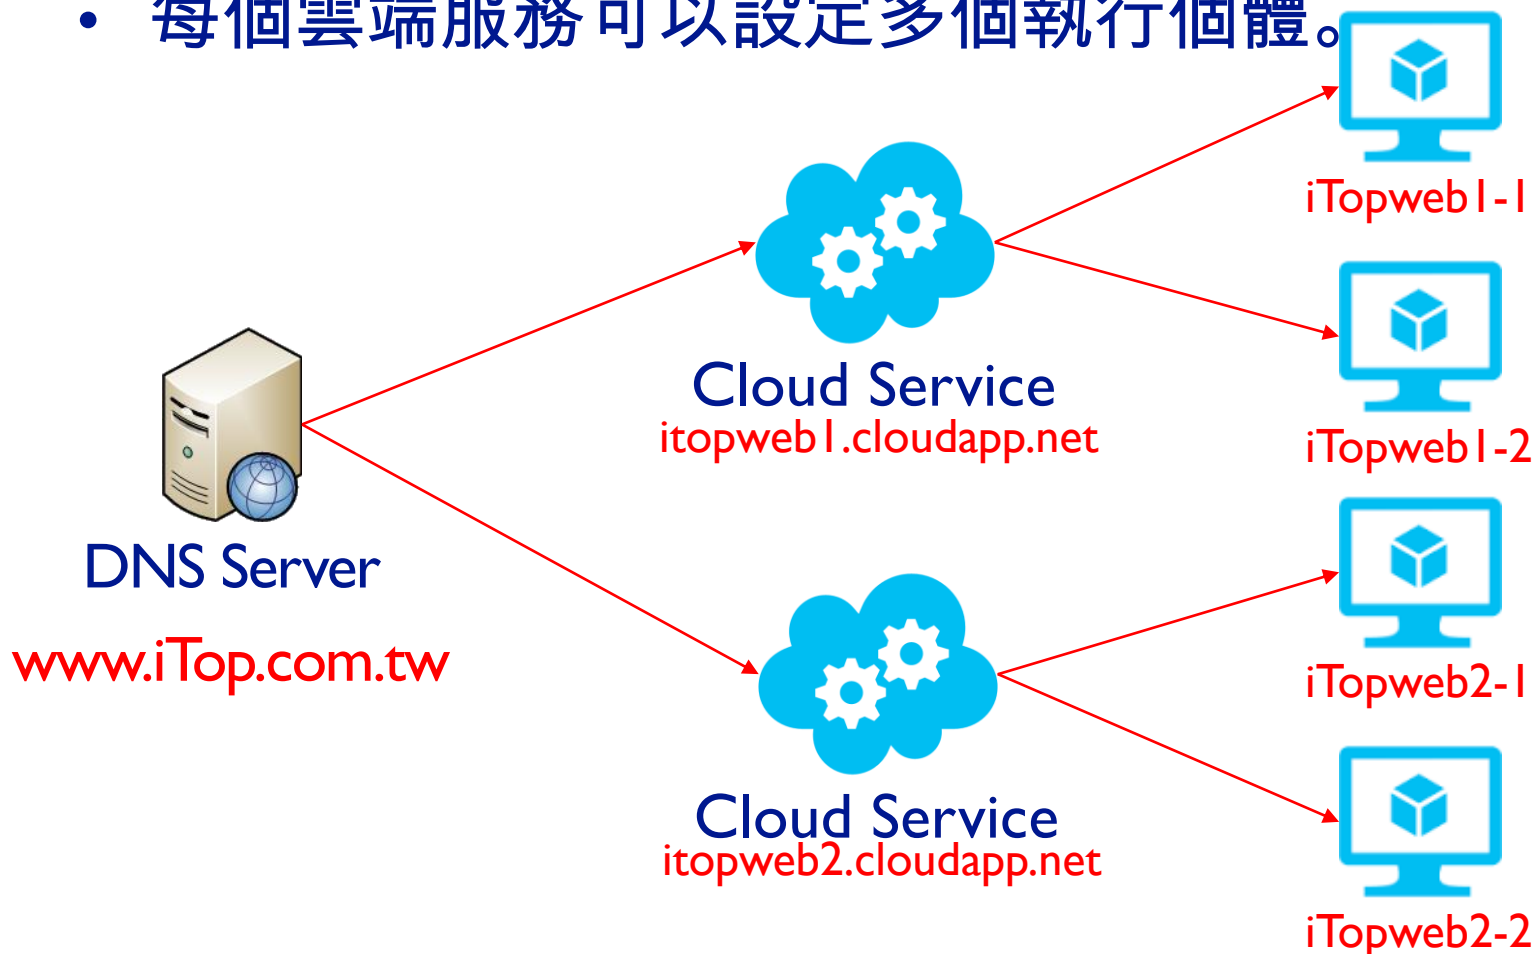 • 每個雲端服務可以設定多個執行個體。
iTopweb1-1
Cloud Service
itopweb1.cloudapp.net
iTopweb1-2
DNS Server
www.iTop.com.tw
iTopweb2-1
Cloud Service
itopweb2.cloudapp.net
iTopweb2-2